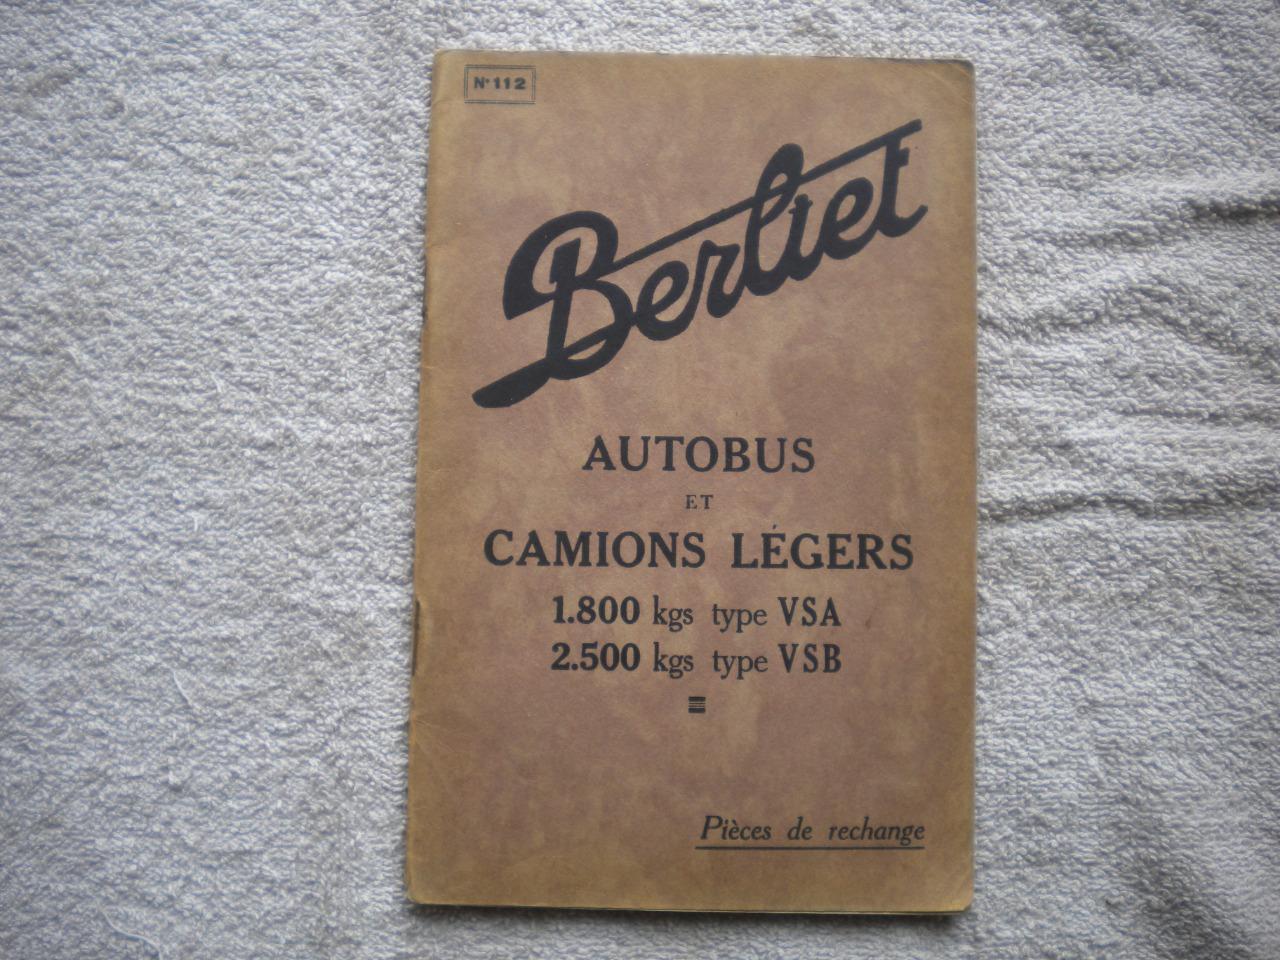 N° 112
Berliet
AUTOBUS
ET
CAMIONS LÉGERS
1.800 kgs type VSA
2.500 kgs type VSB
Pièces de rechange